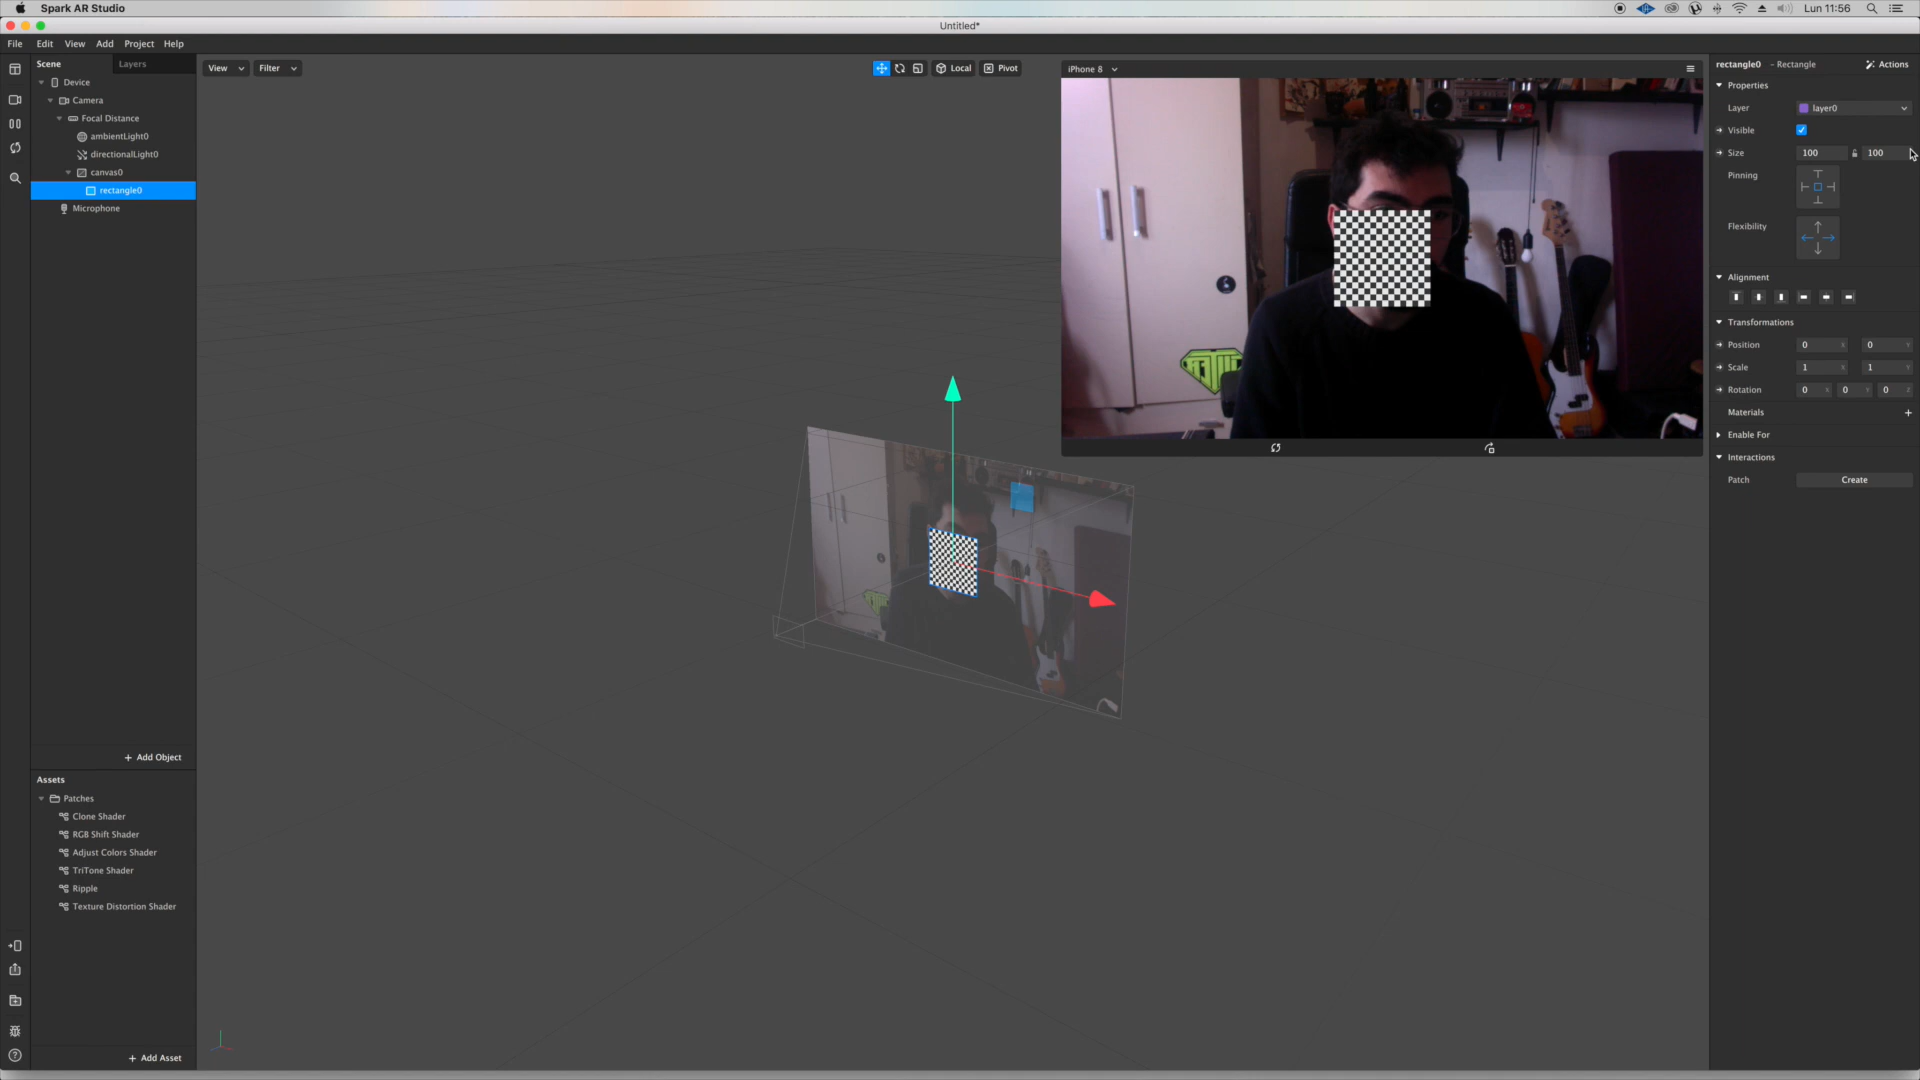 Spark AR Studio
Lun 11:56
Untitled*
File Edit View Add Project Help
Scene Layers
Device
Camera
Focal Distance
ambientLight0
directionalLight0
canvas0
rectangle0
Microphone
+ Add Object
Assets
Patches
Clone Shader
RGB Shift Shader
Adjust Colors Shader
TriTone Shader
Ripple
Texture Distortion Shader
+ Add Asset
View Filter
Local Pivot
iPhone 8
rectangle0 - Rectangle Actions
Properties
Layer layer0
Visible
Size 100 100
Pinning
Flexibility
Alignment
Transformations
Position 0 X 0 Y
Scale 1 X 1 Y
Rotation 0 X 0 Y 0 Z
Materials +
Enable For
Interactions
Patch Create